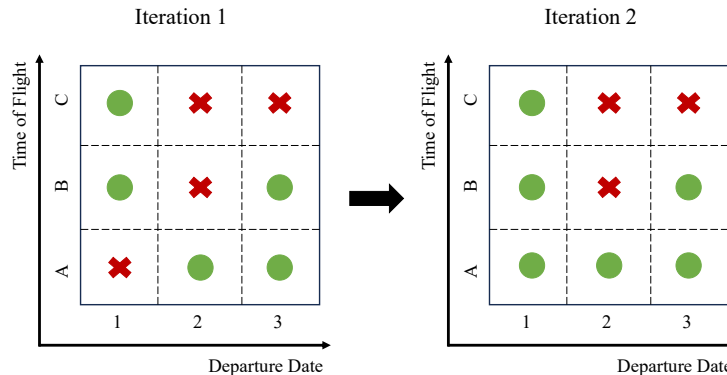 Iteration 1
Time of Flight
C
B
A
1 2 3
Departure Date
Iteration 2
Time of Flight
C
B
A
1 2 3
Departure Date